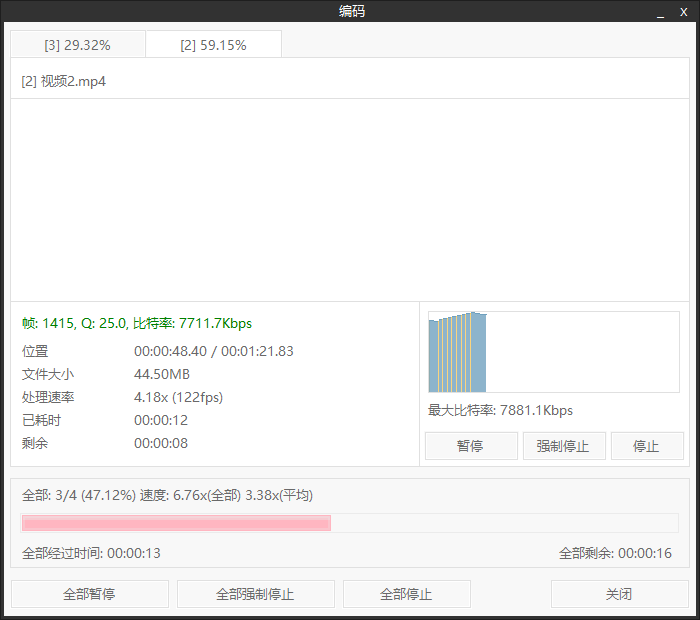 编码
_ x
[3] 29.32% [2] 59.15%
[2] 视频2.mp4
帧: 1415, Q: 25.0, 比特率: 7711.7Kbps
位置 00:00:48.40 / 00:01:21.83
文件大小 44.50MB
处理速率 4.18x (122fps)
已耗时 00:00:12
剩余 00:00:08
最大比特率: 7881.1Kbps
暂停 强制停止 停止
全部: 3/4 (47.12%) 速度: 6.76x(全部) 3.38x(平均)
全部经过时间: 00:00:13 全部剩余: 00:00:16
全部暂停 全部强制停止 全部停止 关闭